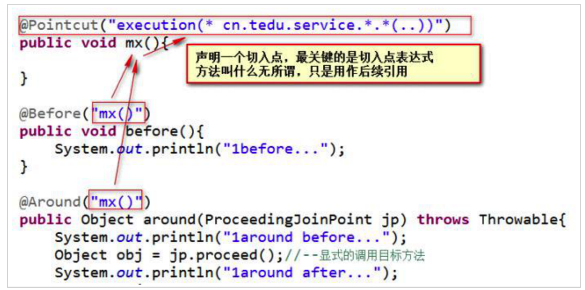 @Pointcut("execution(* cn.tedu.service.*.*(..))")
public void mx(){
声明一个切入点，最关键的是切入点表达式
方法叫什么无所谓，只是用作后续引用
}
@Before("mx()")
public void before(){
System.out.println("1before...");
}
@Around("mx()")
public Object around(ProceedingJoinPoint jp) throws Throwable{
System.out.println("1around before...");
Object obj = jp.proceed();//--显式的调用目标方法
System.out.println("1around after...");